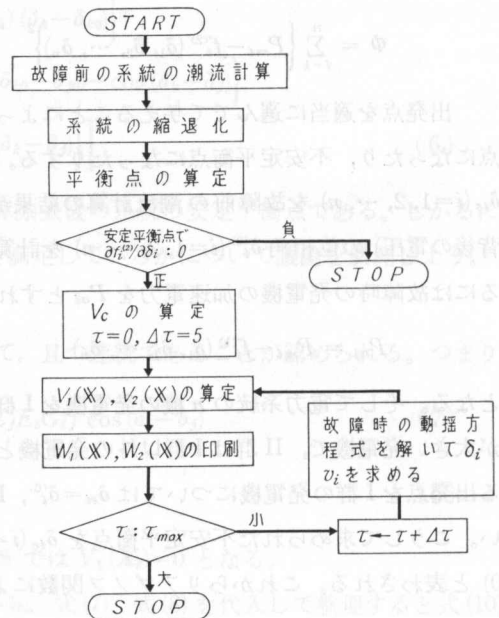 START
故障前の系統の潮流計算
系統の縮退化
平衡点の算定
安定平衡点で
∂fᵢ⁽²⁾/∂δᵢ : 0
負
STOP
正
Vc の算定
τ=0, Δτ=5
V₁(X), V₂(X)の算定
W₁(X), W₂(X)の印刷
故障時の動揺方
程式を解いてδᵢ
υᵢを求める
τ : τmax
小
τ← τ+Δτ
大
STOP